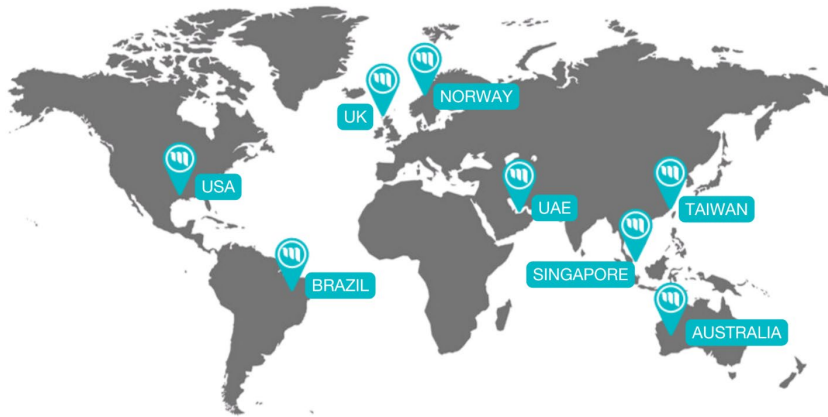 NORWAY
UK
USA
UAE
TAIWAN
SINGAPORE
BRAZIL
AUSTRALIA